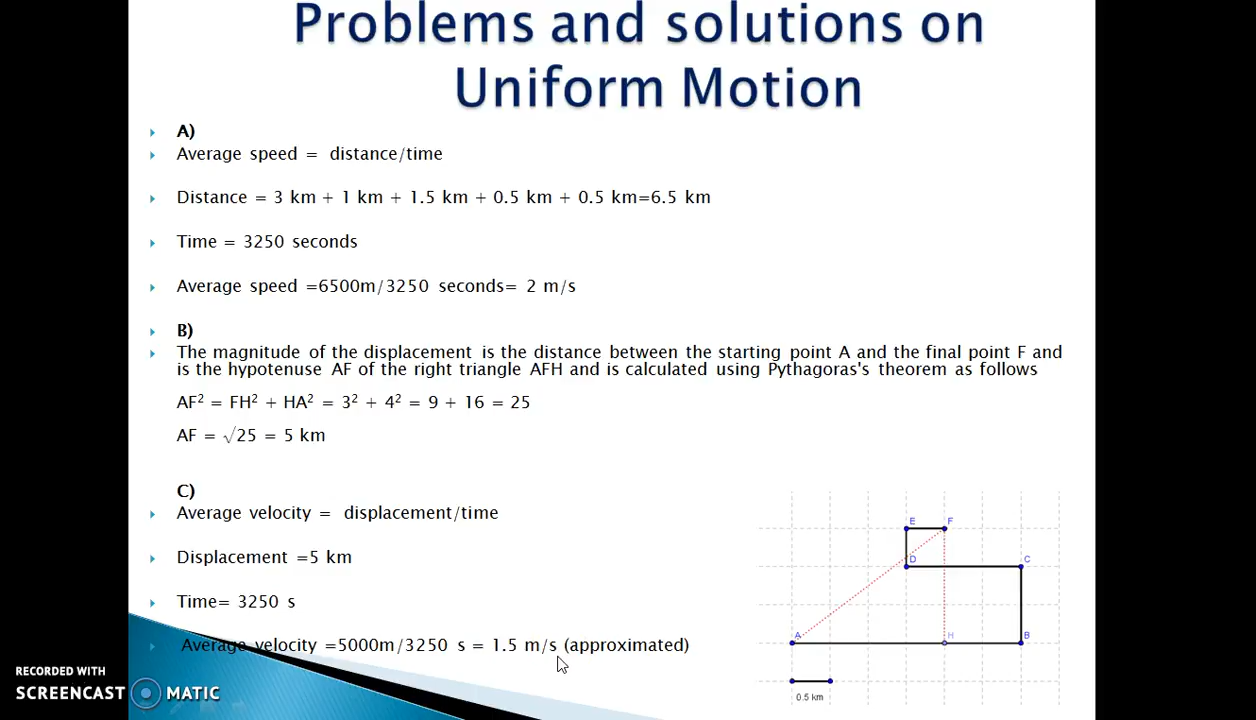 Problems and solutions on
Uniform Motion
A)
Average speed = distance/time
Distance = 3 km + 1 km + 1.5 km + 0.5 km + 0.5 km=6.5 km
Time = 3250 seconds
Average speed =6500m/3250 seconds= 2 m/s
B)
The magnitude of the displacement is the distance between the starting point A and the final point F and
is the hypotenuse AF of the right triangle AFH and is calculated using Pythagoras's theorem as follows
AF² = FH² + HA² = 3² + 4² = 9 + 16 = 25
AF = √25 = 5 km
C)
Average velocity = displacement/time
Displacement =5 km
Time= 3250 s
Average velocity =5000m/3250 s = 1.5 m/s (approximated)
E F
D C
A H B
0.5 km
RECORDED WITH
SCREENCAST MATIC